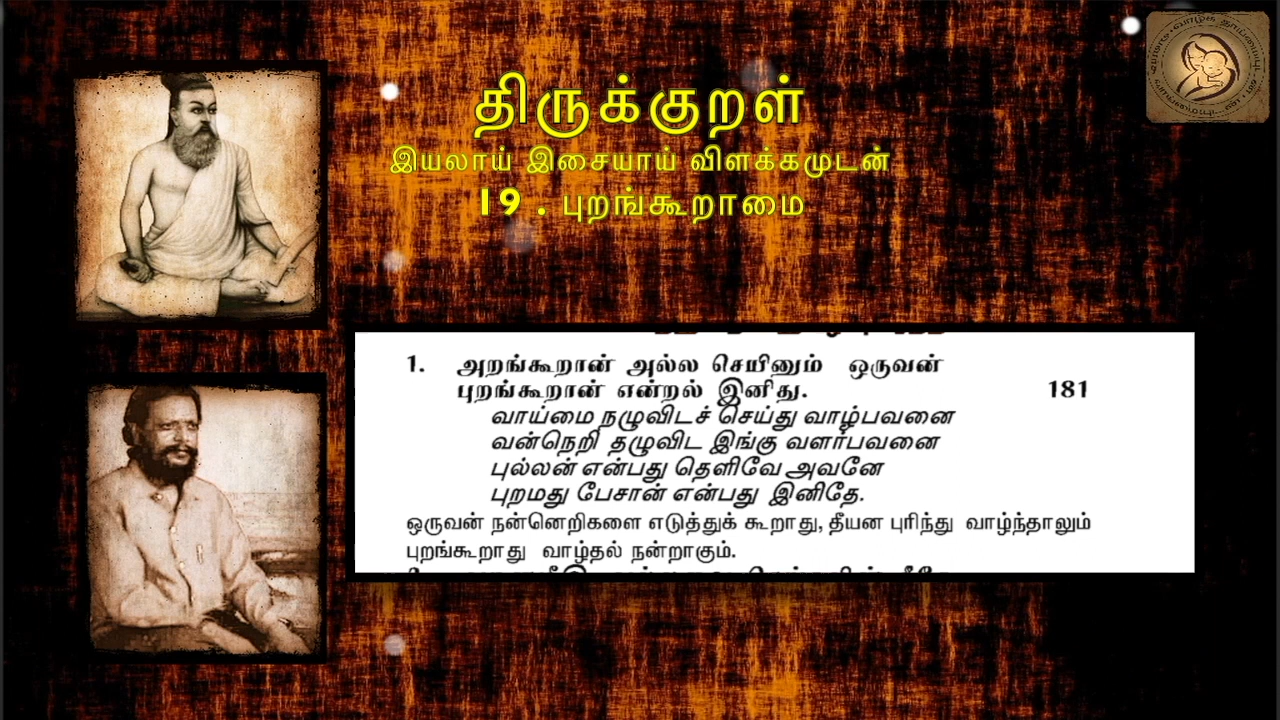 திருக்குறள்
இயலாய் இசையாய் விளக்கமுடன்
19 . புறங்கூறாமை
1. அறங்கூறான் அல்ல செயினும் ஒருவன்
புறங்கூறான் என்றல் இனிது. 181
வாய்மை நழுவிடச் செய்து வாழ்பவனை
வன்நெறி தழுவிட இங்கு வளர்பவனை
புல்லன் என்பது தெளிவே அவனே
புறமது பேசான் என்பது இனிதே.
ஒருவன் நன்னெறிகளை எடுத்துக் கூறாது, தீயன புரிந்து வாழ்ந்தாலும்
புறங்கூறாது வாழ்தல் நன்றாகும்.